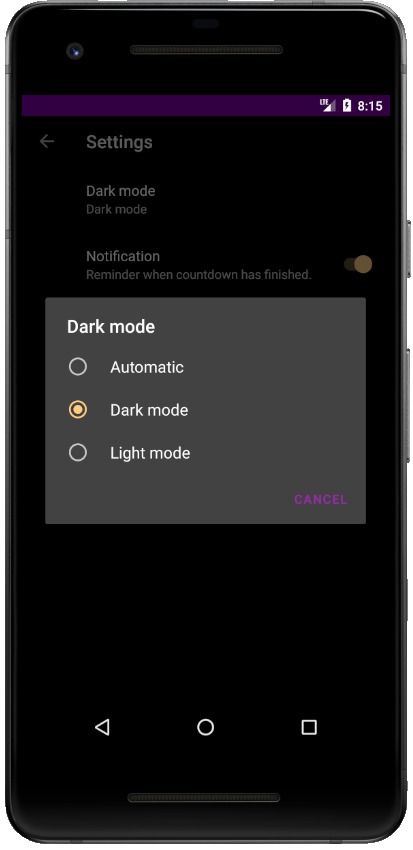 LTE 8:15
Settings
Dark mode
Dark mode
Notification
Reminder when countdown has finished.
Dark mode
Automatic
Dark mode
Light mode
CANCEL